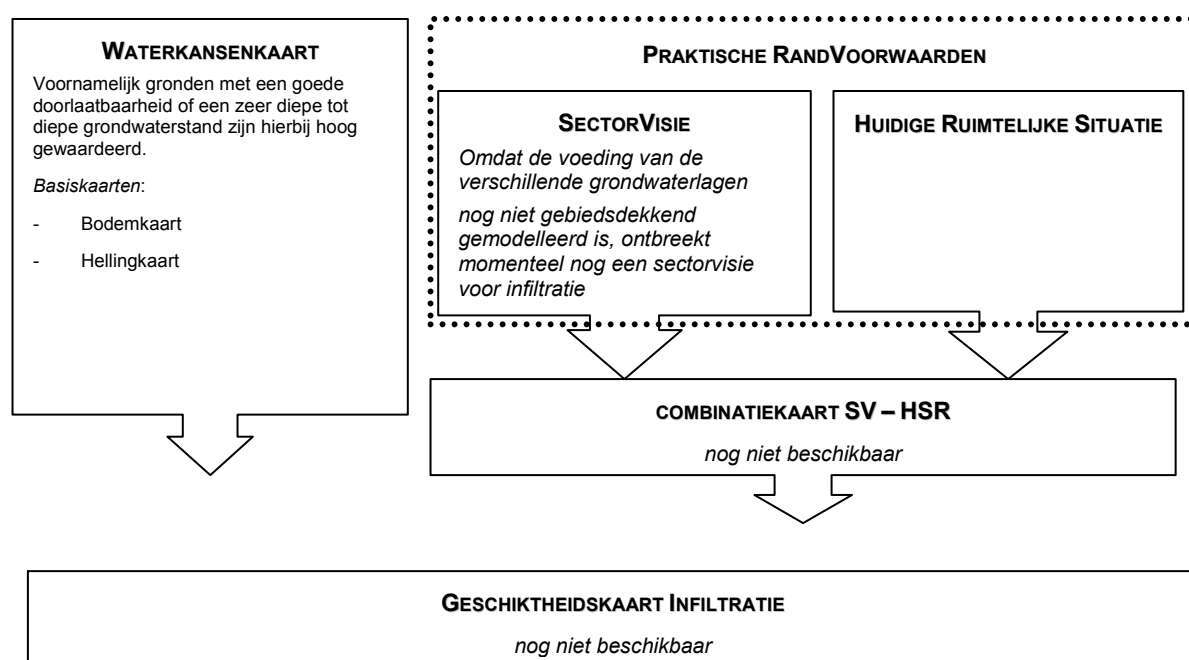 WATERKANSENKAART
Voornamelijk gronden met een goede
doorlaatbaarheid of een zeer diepe tot
diepe grondwaterstand zijn hierbij hoog
gewaardeerd.
Basiskaarten:
- Bodemkaart
- Hellingkaart
PRAKTISCHE RANDVOORWAARDEN
SECTORVISIE
Omdat de voeding van de
verschillende grondwaterlagen
nog niet gebiedsdekkend
gemodelleerd is, ontbreekt
momenteel nog een sectorvisie
voor infiltratie
HUIDIGE RUIMTELIJKE SITUATIE
COMBINATIEKAART SV – HSR
nog niet beschikbaar
GESCHIKTHEIDSKAART INFILTRATIE
nog niet beschikbaar